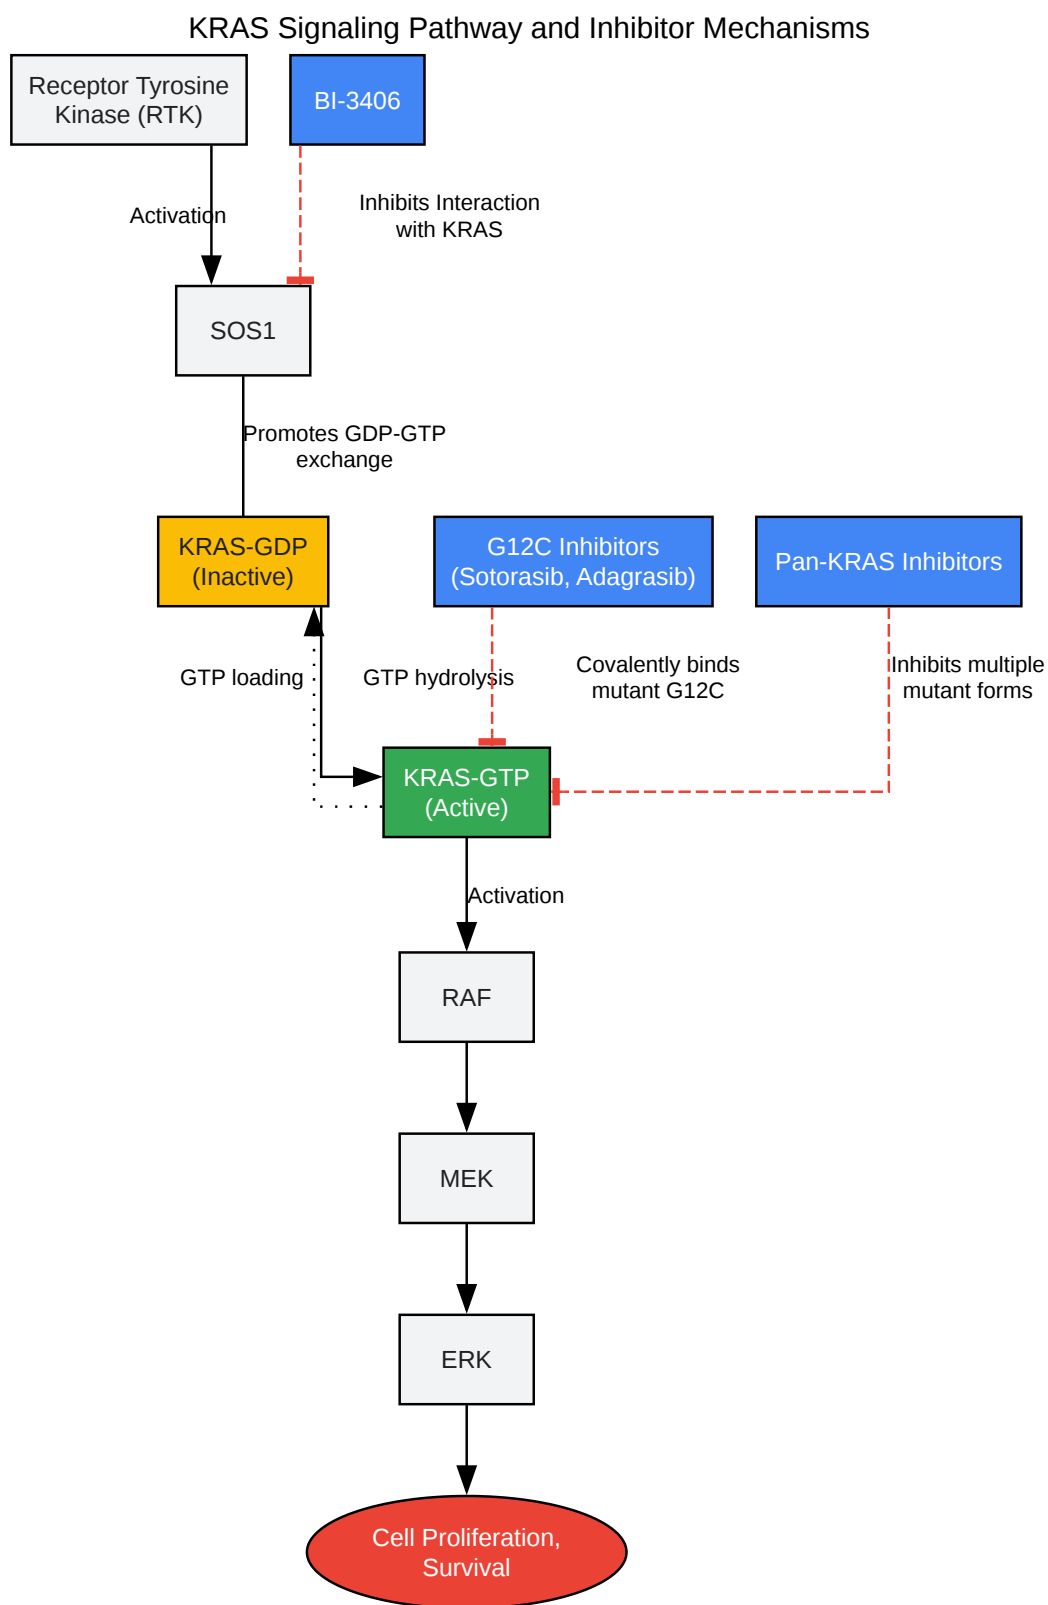 KRAS Signaling Pathway and Inhibitor Mechanisms
Receptor Tyrosine
Kinase (RTK)
BI-3406
Activation
Inhibits Interaction
with KRAS
SOS1
Promotes GDP-GTP
exchange
KRAS-GDP
(Inactive)
G12C Inhibitors
(Sotorasib, Adagrasib)
Pan-KRAS Inhibitors
GTP loading
GTP hydrolysis
Covalently binds
mutant G12C
Inhibits multiple
mutant forms
KRAS-GTP
(Active)
Activation
RAF
MEK
ERK
Cell Proliferation,
Survival